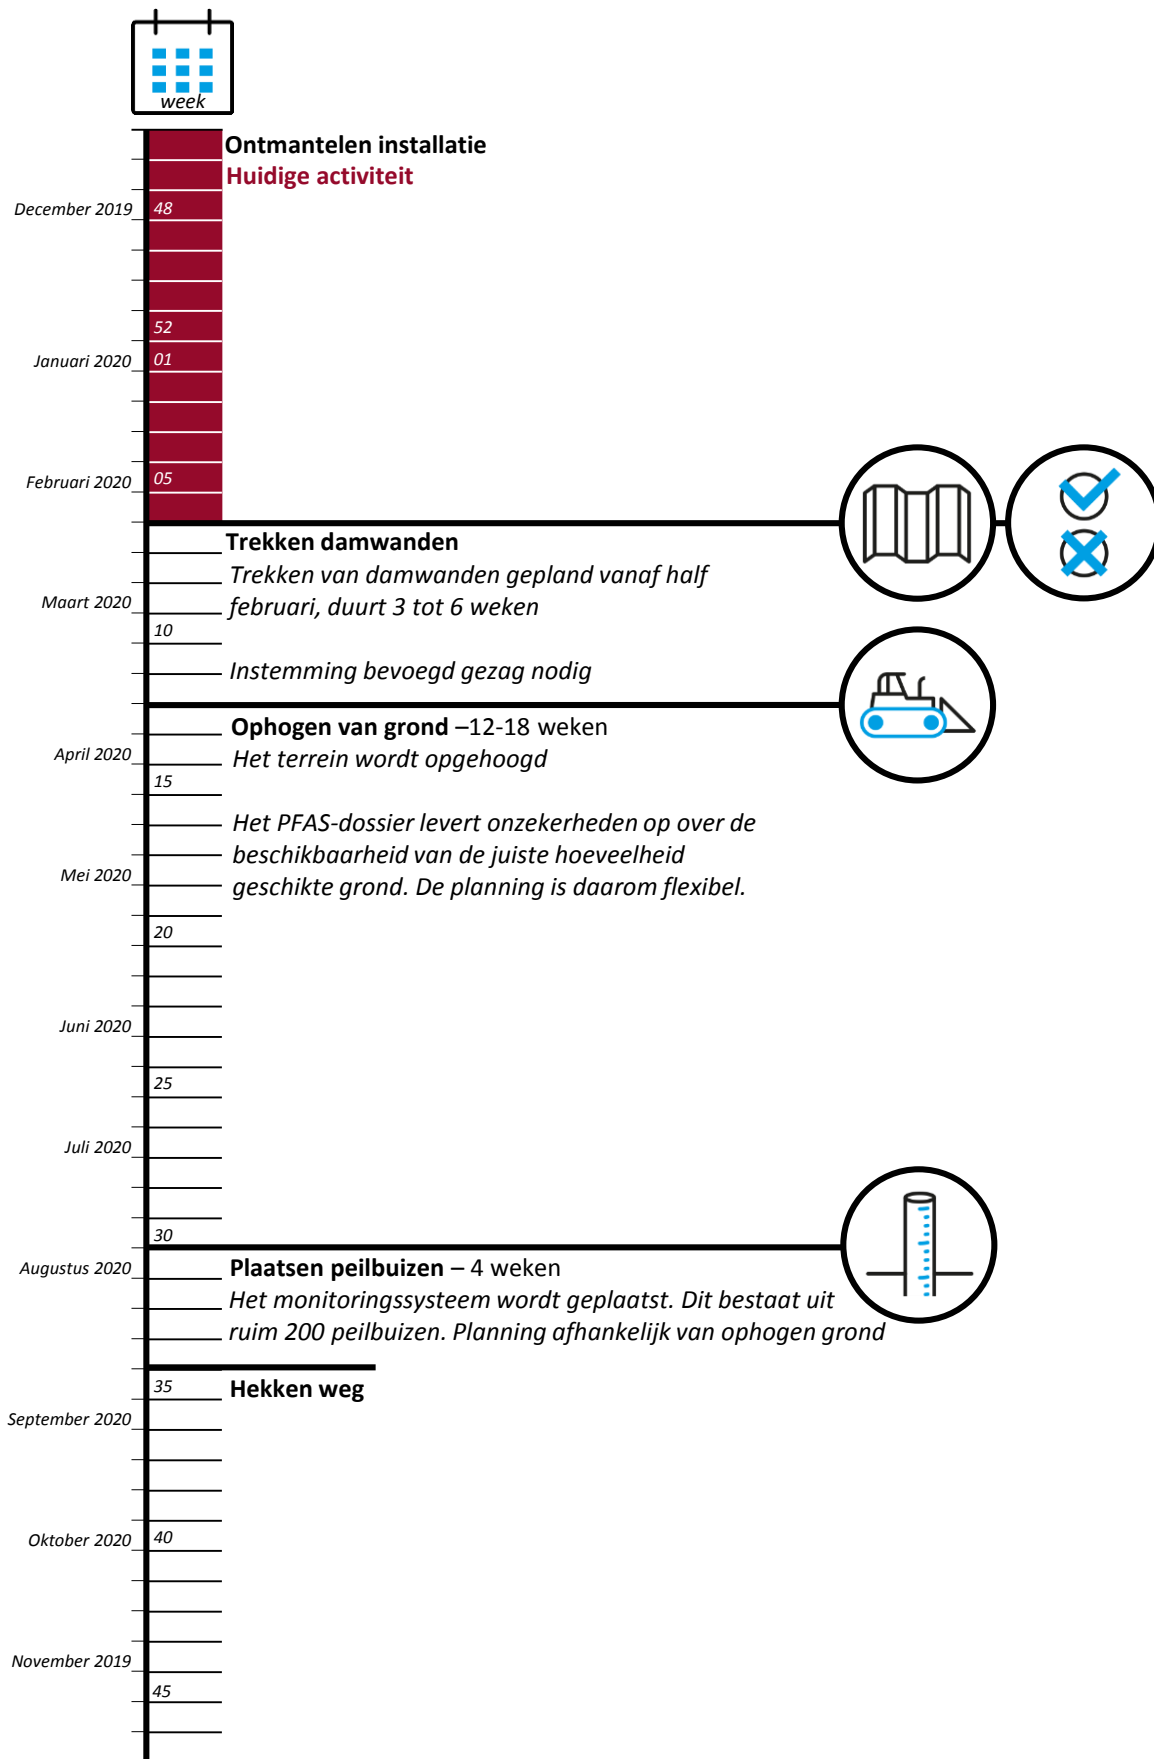 week
Ontmantelen installatie
Huidige activiteit
December 2019
48
52
Januari 2020
01
Februari 2020
05
Trekken damwanden
Trekken van damwanden gepland vanaf half
februari, duurt 3 tot 6 weken
Maart 2020
10
Instemming bevoegd gezag nodig
Ophogen van grond –12-18 weken
April 2020
Het terrein wordt opgehoogd
15
Het PFAS-dossier levert onzekerheden op over de
beschikbaarheid van de juiste hoeveelheid
Mei 2020
geschikte grond. De planning is daarom flexibel.
20
Juni 2020
25
Juli 2020
30
Augustus 2020
Plaatsen peilbuizen – 4 weken
Het monitoringssysteem wordt geplaatst. Dit bestaat uit
ruim 200 peilbuizen. Planning afhankelijk van ophogen grond
35
Hekken weg
September 2020
Oktober 2020
40
November 2019
45